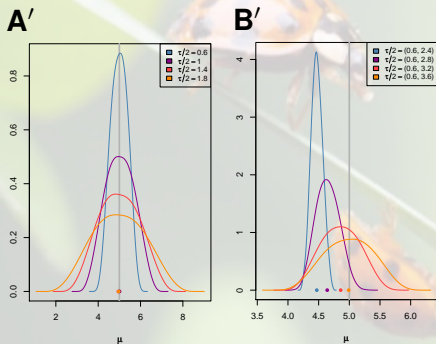 A′
B′
τ/2 = 0.6
τ/2 = 1
τ/2 = 1.4
τ/2 = 1.8
τ/2 = (0.6, 2.4)
τ/2 = (0.6, 2.8)
τ/2 = (0.6, 3.2)
τ/2 = (0.6, 3.6)
0.8
0.6
0.4
0.2
0.0
2 4 6 8
μ
4
3
2
1
0
3.5 4.0 4.5 5.0 5.5 6.0
μ